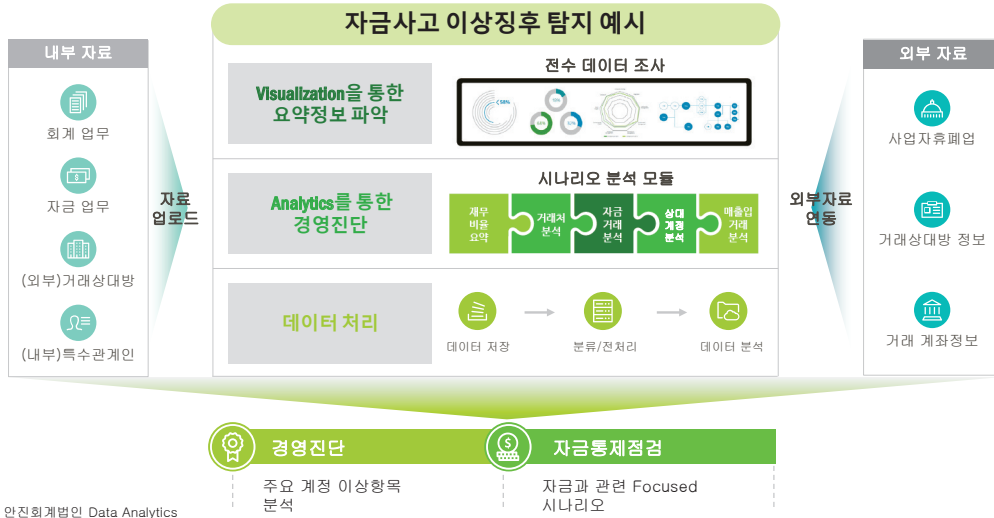 자금사고 이상징후 탐지 예시
내부 자료
회계 업무
자금 업무
(외부)거래상대방
(내부)특수관계인
자료
업로드
Visualization을 통한
요약정보 파악
전수 데이터 조사
58%
Analytics를 통한
경영진단
시나리오 분석 모듈
재무
비율
요약
거래처
분석
자금
거래
분석
상대
계정
분석
매출입
거래
분석
데이터 처리
데이터 저장
분류/전처리
데이터 분석
외부자료
연동
외부 자료
사업자휴폐업
거래상대방 정보
거래 계좌정보
경영진단
주요 계정 이상항목
분석
자금통제점검
자금과 관련 Focused
시나리오
안진회계법인 Data Analytics